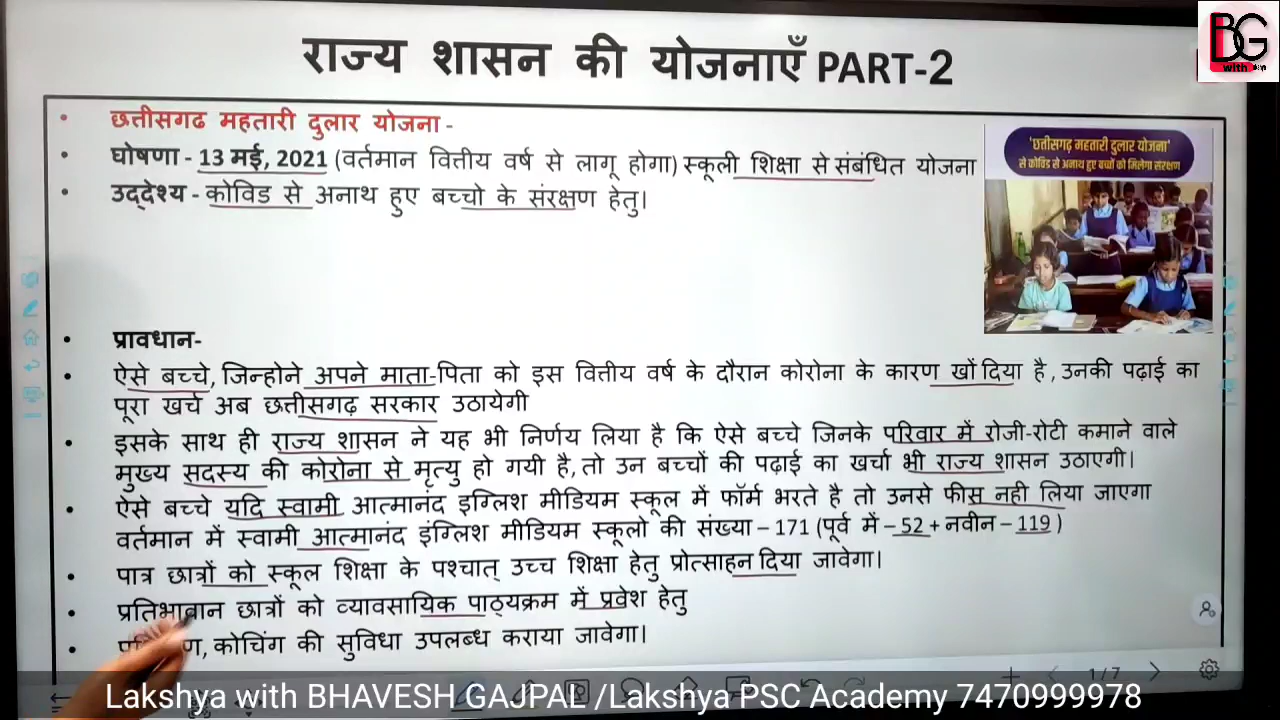 राज्य शासन की योजनाएँ PART-2
BG
with
छत्तीसगढ महतारी दुलार योजना -
घोषणा - 13 मई, 2021 (वर्तमान वित्तीय वर्ष से लागू होगा) स्कूली शिक्षा से संबंधित योजना
उद्देश्य - कोविड से अनाथ हुए बच्चो के संरक्षण हेतु।
'छत्तीसगढ़ महतारी दुलार योजना'
से कोविड से अनाथ हुए बच्चों को मिलेगा संरक्षण
प्रावधान-
ऐसे बच्चे, जिन्होने अपने माता-पिता को इस वित्तीय वर्ष के दौरान कोरोना के कारण खों दिया है, उनकी पढ़ाई का
पूरा खर्च अब छत्तीसगढ़ सरकार उठायेगी
इसके साथ ही राज्य शासन ने यह भी निर्णय लिया है कि ऐसे बच्चे जिनके परिवार में रोजी-रोटी कमाने वाले
मुख्य सदस्य की कोरोना से मृत्यु हो गयी है, तो उन बच्चों की पढ़ाई का खर्चा भी राज्य शासन उठाएगी।
ऐसे बच्चे यदि स्वामी आत्मानंद इग्लिश मीडियम स्कूल में फॉर्म भरते है तो उनसे फीस नही लिया जाएगा
वर्तमान में स्वामी आत्मानंद इंग्लिश मीडियम स्कूलो की संख्या – 171 (पूर्व में – 52 + नवीन – 119 )
पात्र छात्रों को स्कूल शिक्षा के पश्चात् उच्च शिक्षा हेतु प्रोत्साहन दिया जावेगा।
प्रतिभावान छात्रों को व्यावसायिक पाठ्यक्रम में प्रवेश हेतु
कोचिंग की सुविधा उपलब्ध कराया जावेगा।
1/7
Lakshya with BHAVESH GAJPAL /Lakshya PSC Academy 7470999978